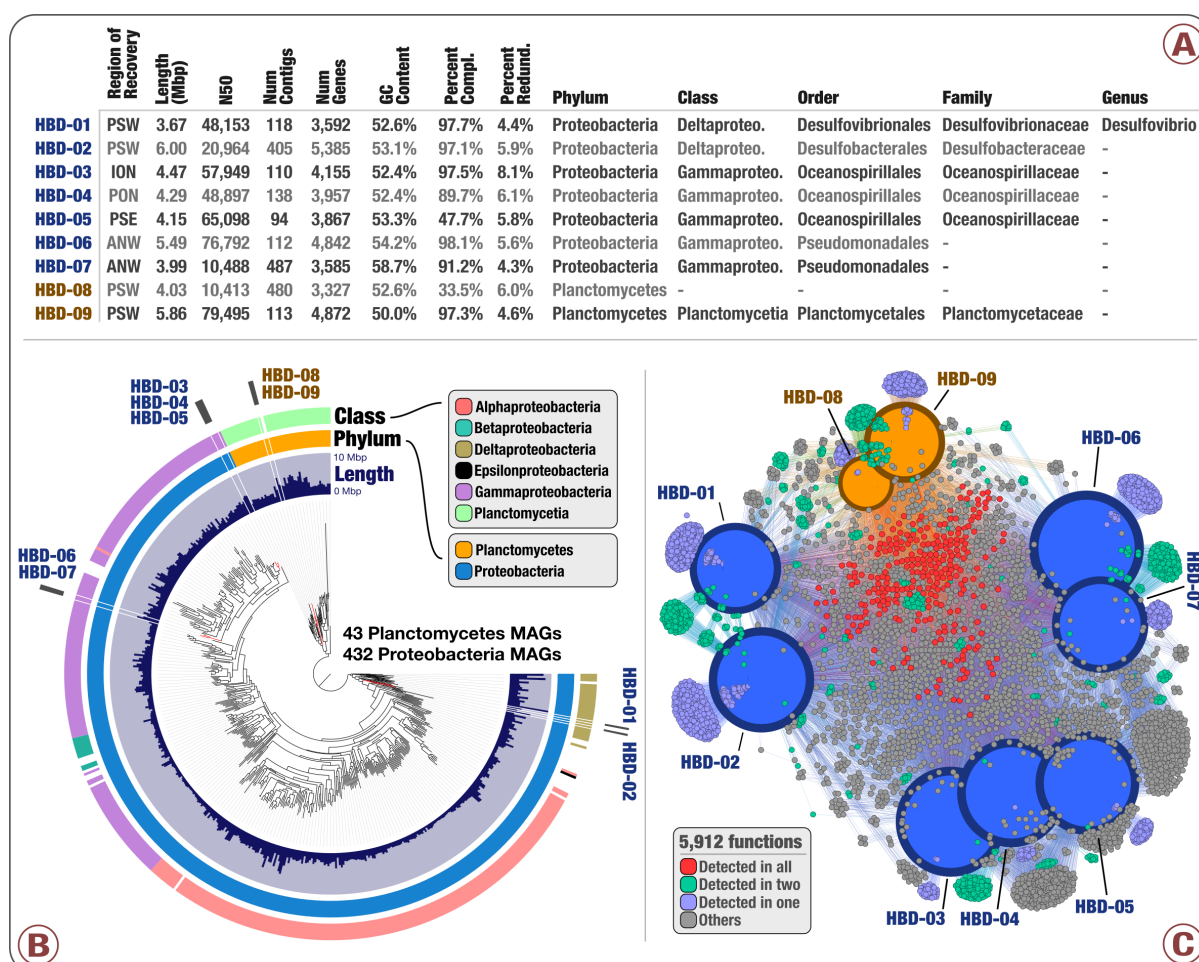 A
Region of Recovery Length (Mbp) N50 Num Contigs Num Genes GC Content Percent Compl. Percent Redund. Phylum Class Order Family Genus
HBD-01 PSW 3.67 48,153 118 3,592 52.6% 97.7% 4.4% Proteobacteria Deltaproteo. Desulfovibrionales Desulfovibrionaceae Desulfovibrio
HBD-02 PSW 6.00 20,964 405 5,385 53.1% 97.1% 5.9% Proteobacteria Deltaproteo. Desulfobacterales Desulfobacteraceae -
HBD-03 ION 4.47 57,949 110 4,155 52.4% 97.5% 8.1% Proteobacteria Gammaproteo. Oceanospirillales Oceanospirillaceae -
HBD-04 PON 4.29 48,897 138 3,957 52.4% 89.7% 6.1% Proteobacteria Gammaproteo. Oceanospirillales Oceanospirillaceae -
HBD-05 PSE 4.15 65,098 94 3,867 53.3% 47.7% 5.8% Proteobacteria Gammaproteo. Oceanospirillales Oceanospirillaceae -
HBD-06 ANW 5.49 76,792 112 4,842 54.2% 98.1% 5.6% Proteobacteria Gammaproteo. Pseudomonadales - -
HBD-07 ANW 3.99 10,488 487 3,585 58.7% 91.2% 4.3% Proteobacteria Gammaproteo. Pseudomonadales - -
HBD-08 PSW 4.03 10,413 480 3,327 52.6% 33.5% 6.0% Planctomycetes - - - -
HBD-09 PSW 5.86 79,495 113 4,872 50.0% 97.3% 4.6% Planctomycetes Planctomycetia Planctomycetales Planctomycetaceae -
HBD-03
HBD-04
HBD-05
HBD-08
HBD-09
Class
Phylum
10 Mbp
Length
0 Mbp
Alphaproteobacteria
Betaproteobacteria
Deltaproteobacteria
Epsilonproteobacteria
Gammaproteobacteria
Planctomycetia
Planctomycetes
Proteobacteria
HBD-06
HBD-07
43 Planctomycetes MAGs
432 Proteobacteria MAGs
HBD-01
HBD-02
B
HBD-09
HBD-08
HBD-06
HBD-01
HBD-07
HBD-02
5,912 functions
Detected in all
Detected in two
Detected in one
Others
HBD-03
HBD-04
HBD-05
C